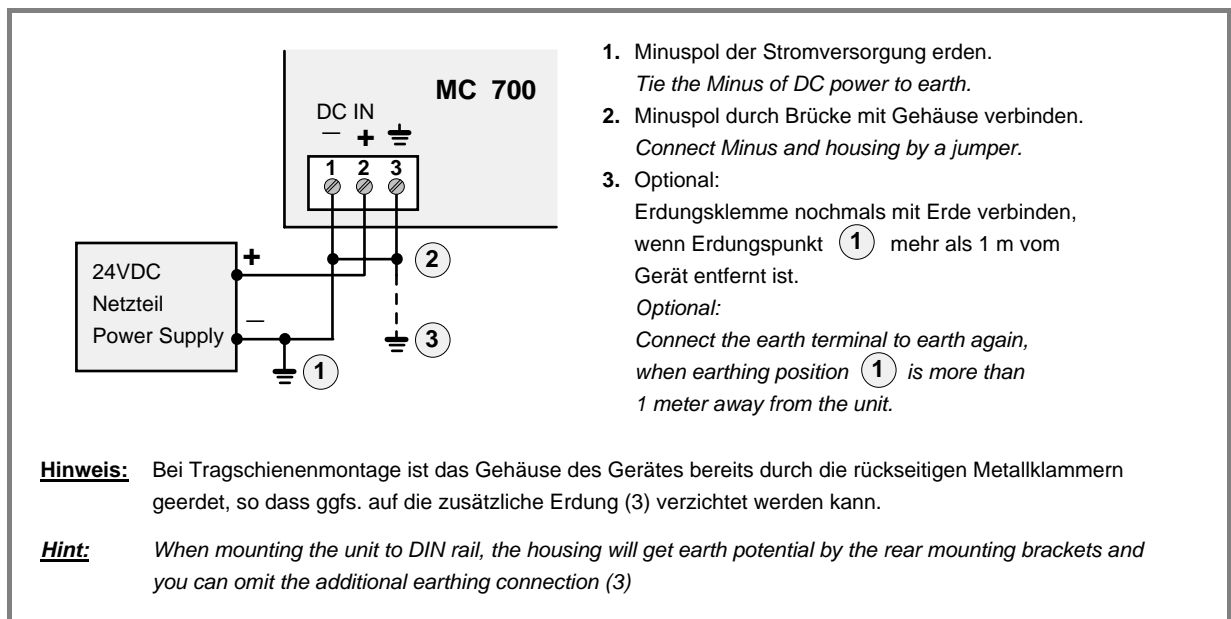 MC 700
DC IN
– + ⏚
1 2 3
24VDC
Netzteil
Power Supply
+
–
1
2
3
1. Minuspol der Stromversorgung erden.
Tie the Minus of DC power to earth.
2. Minuspol durch Brücke mit Gehäuse verbinden.
Connect Minus and housing by a jumper.
3. Optional:
Erdungsklemme nochmals mit Erde verbinden,
wenn Erdungspunkt 1 mehr als 1 m vom
Gerät entfernt ist.
Optional:
Connect the earth terminal to earth again,
when earthing position 1 is more than
1 meter away from the unit.
Hinweis: Bei Tragschienenmontage ist das Gehäuse des Gerätes bereits durch die rückseitigen Metallklammern
geerdet, so dass ggfs. auf die zusätzliche Erdung (3) verzichtet werden kann.
Hint: When mounting the unit to DIN rail, the housing will get earth potential by the rear mounting brackets and
you can omit the additional earthing connection (3)